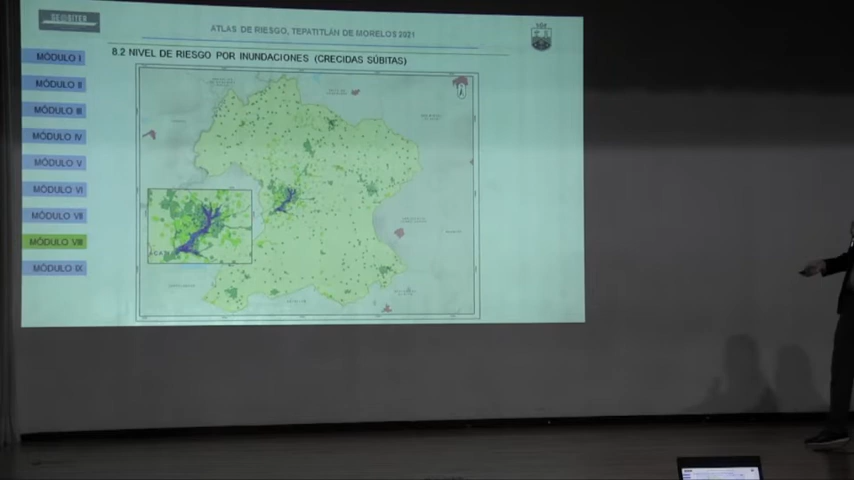 ATLAS DE RIESGO, TEPATITLÁN DE MORELOS 2021
8.2 NIVEL DE RIESGO POR INUNDACIONES (CRECIDAS SÚBITAS)
MÓDULO I
MÓDULO II
MÓDULO III
MÓDULO IV
MÓDULO V
MÓDULO VI
MÓDULO VII
MÓDULO VIII
MÓDULO IX